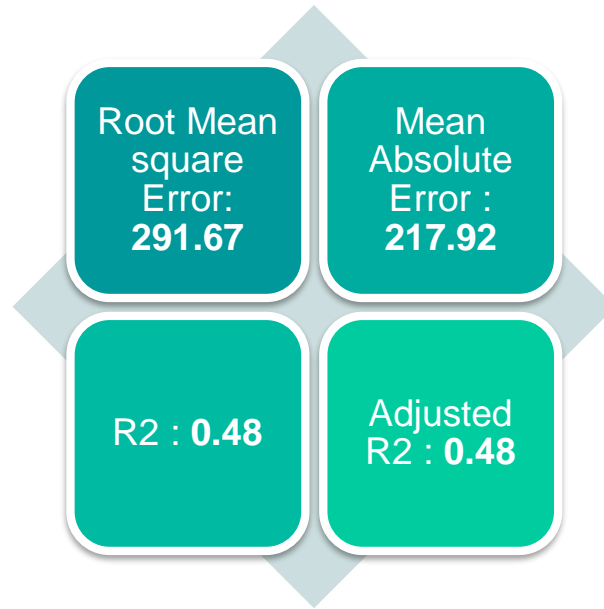 Root Mean
square
Error:
291.67
Mean
Absolute
Error :
217.92
R2 : 0.48
Adjusted
R2 : 0.48